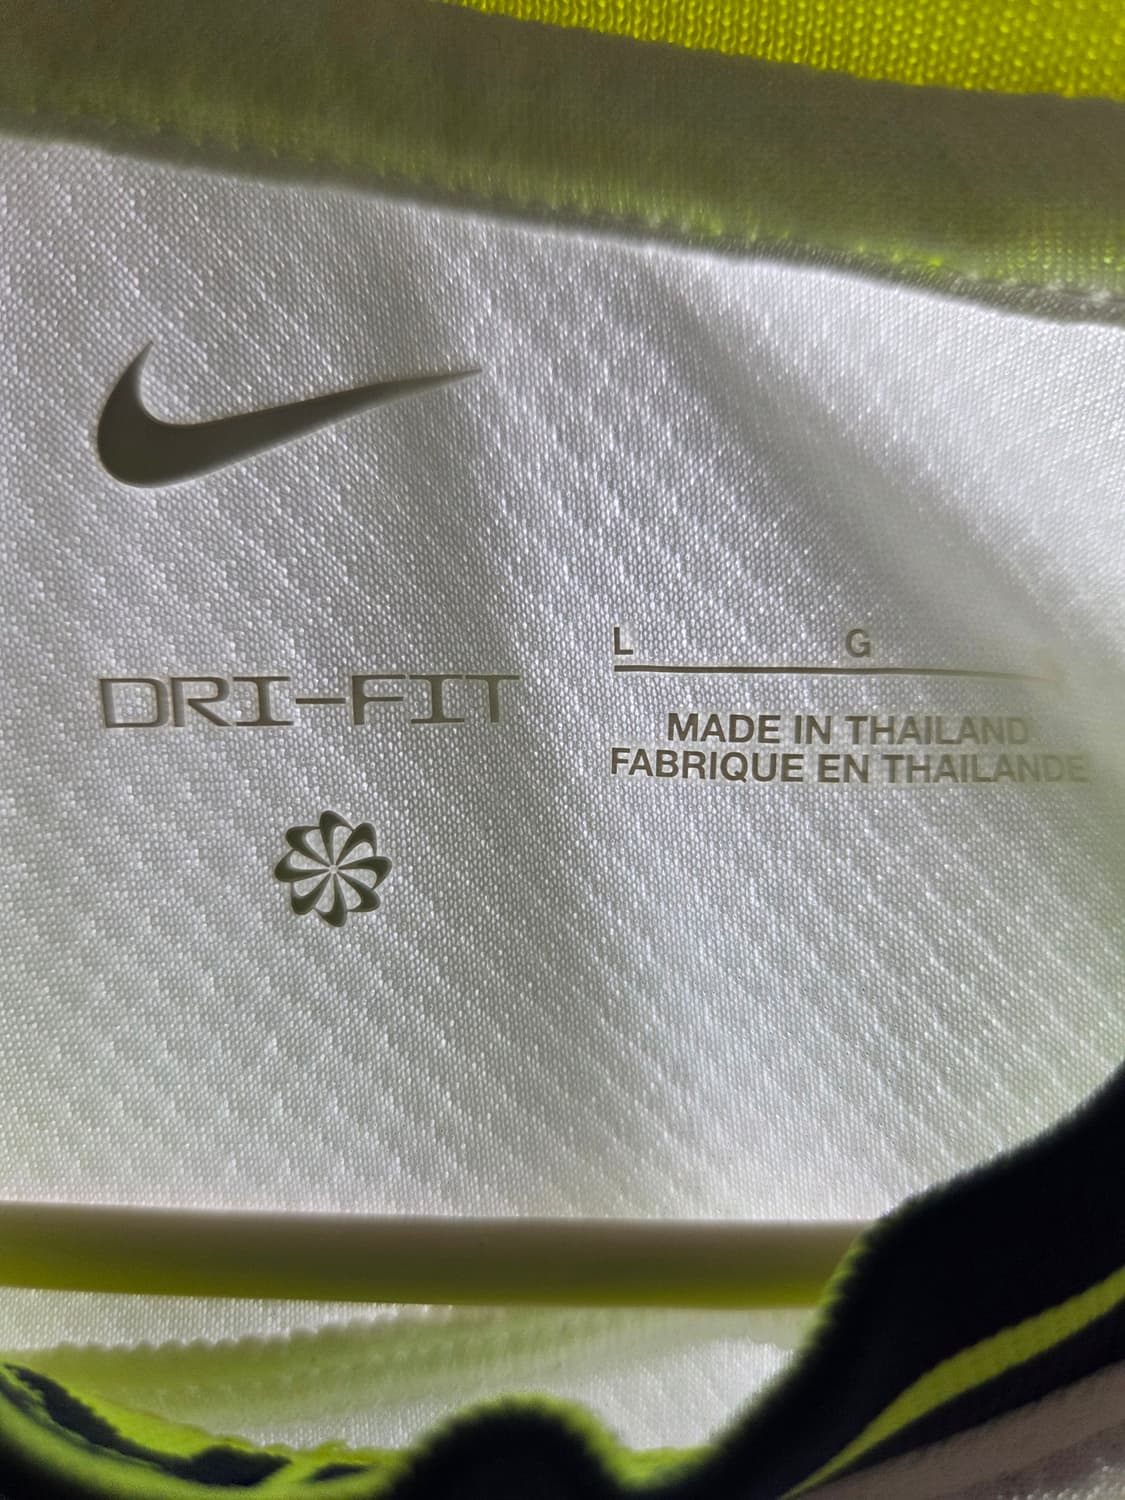 DRI-FIT
L G
MADE IN THAILAND
FABRIQUE EN THAILANDE